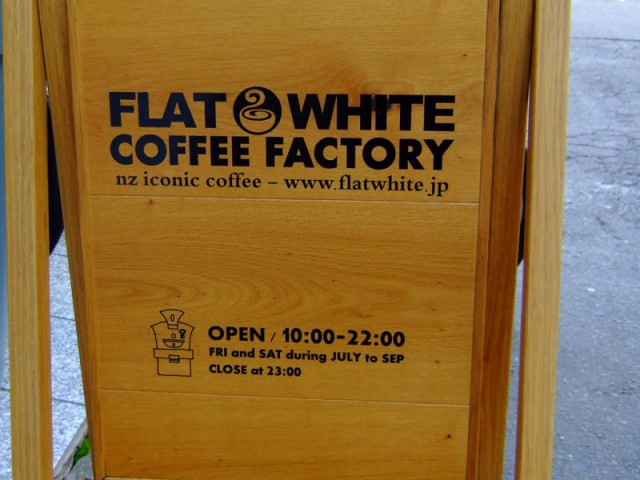 FLAT WHITE
COFFEE FACTORY
nz iconic coffee – www.flatwhite.jp
OPEN / 10:00-22:00
FRI and SAT during JULY to SEP
CLOSE at 23:00